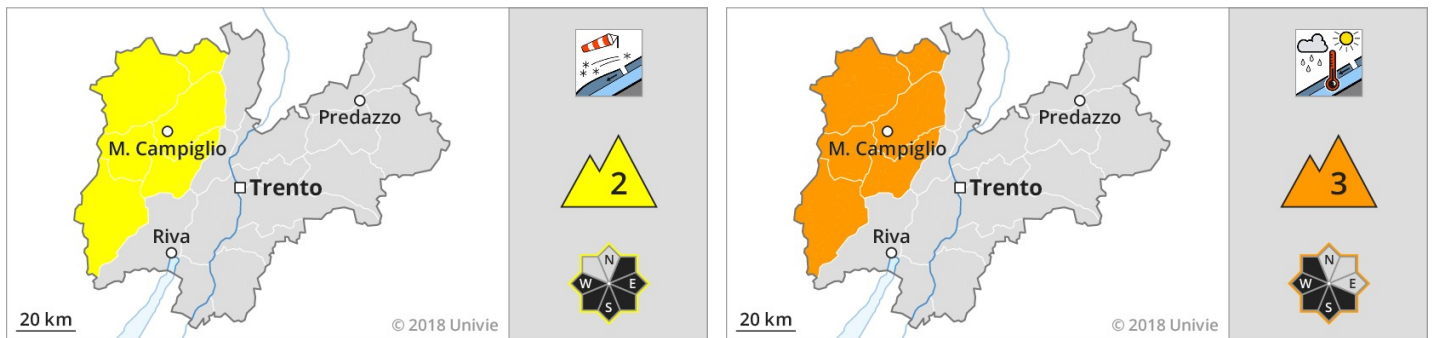 Predazzo
M. Campiglio
2
Trento
Riva
N
W
E
S
20 km
© 2018 Univie
Predazzo
M. Campiglio
3
Trento
Riva
N
W
E
S
20 km
© 2018 Univie